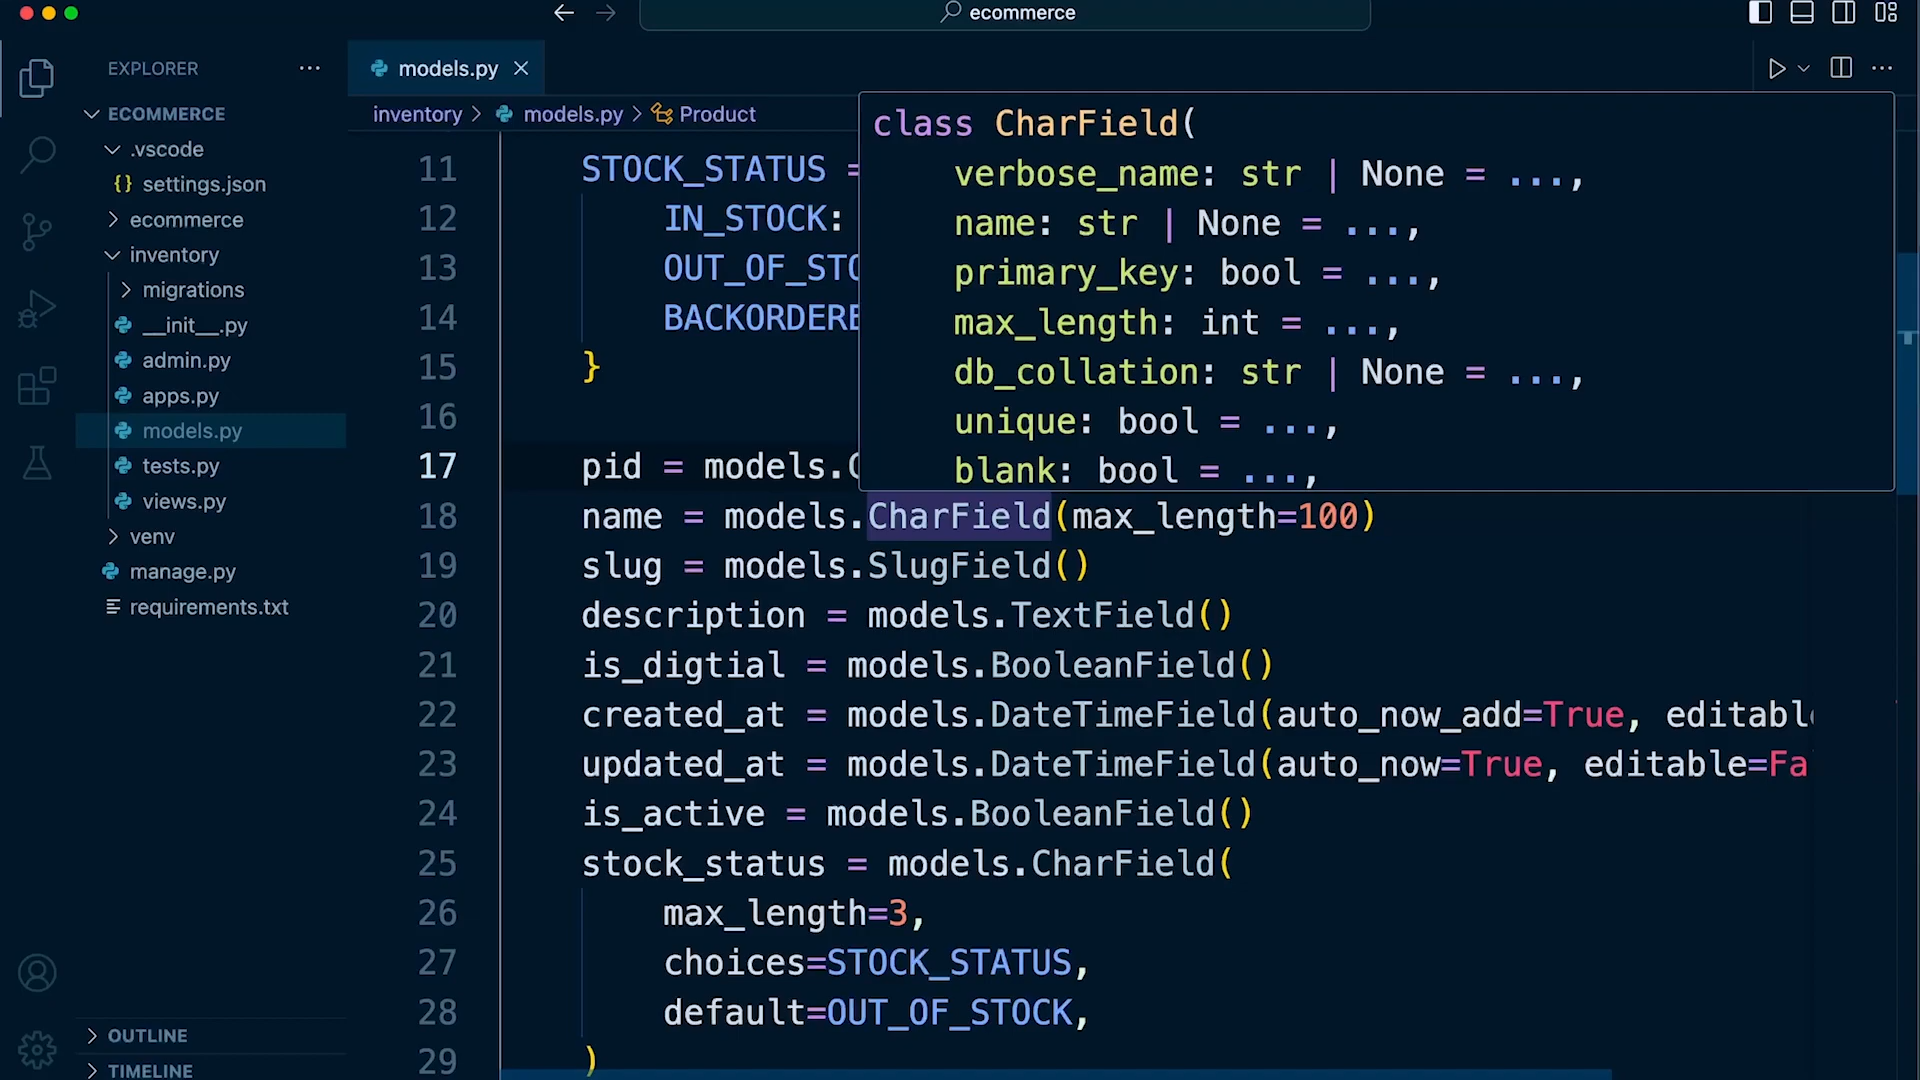 ecommerce
EXPLORER
ECOMMERCE
.vscode
{} settings.json
ecommerce
inventory
migrations
__init__.py
admin.py
apps.py
models.py
tests.py
views.py
venv
manage.py
requirements.txt
OUTLINE
TIMELINE
models.py
inventory > models.py > Product
11 STOCK_STATUS =
12 IN_STOCK:
13 OUT_OF_STO
14 BACKORDERE
15 }
16
17 pid = models.C
18 name = models.CharField(max_length=100)
19 slug = models.SlugField()
20 description = models.TextField()
21 is_digtial = models.BooleanField()
22 created_at = models.DateTimeField(auto_now_add=True, editabl
23 updated_at = models.DateTimeField(auto_now=True, editable=Fa
24 is_active = models.BooleanField()
25 stock_status = models.CharField(
26 max_length=3,
27 choices=STOCK_STATUS,
28 default=OUT_OF_STOCK,
29 )
class CharField(
verbose_name: str | None = ...,
name: str | None = ...,
primary_key: bool = ...,
max_length: int = ...,
db_collation: str | None = ...,
unique: bool = ...,
blank: bool = ...,